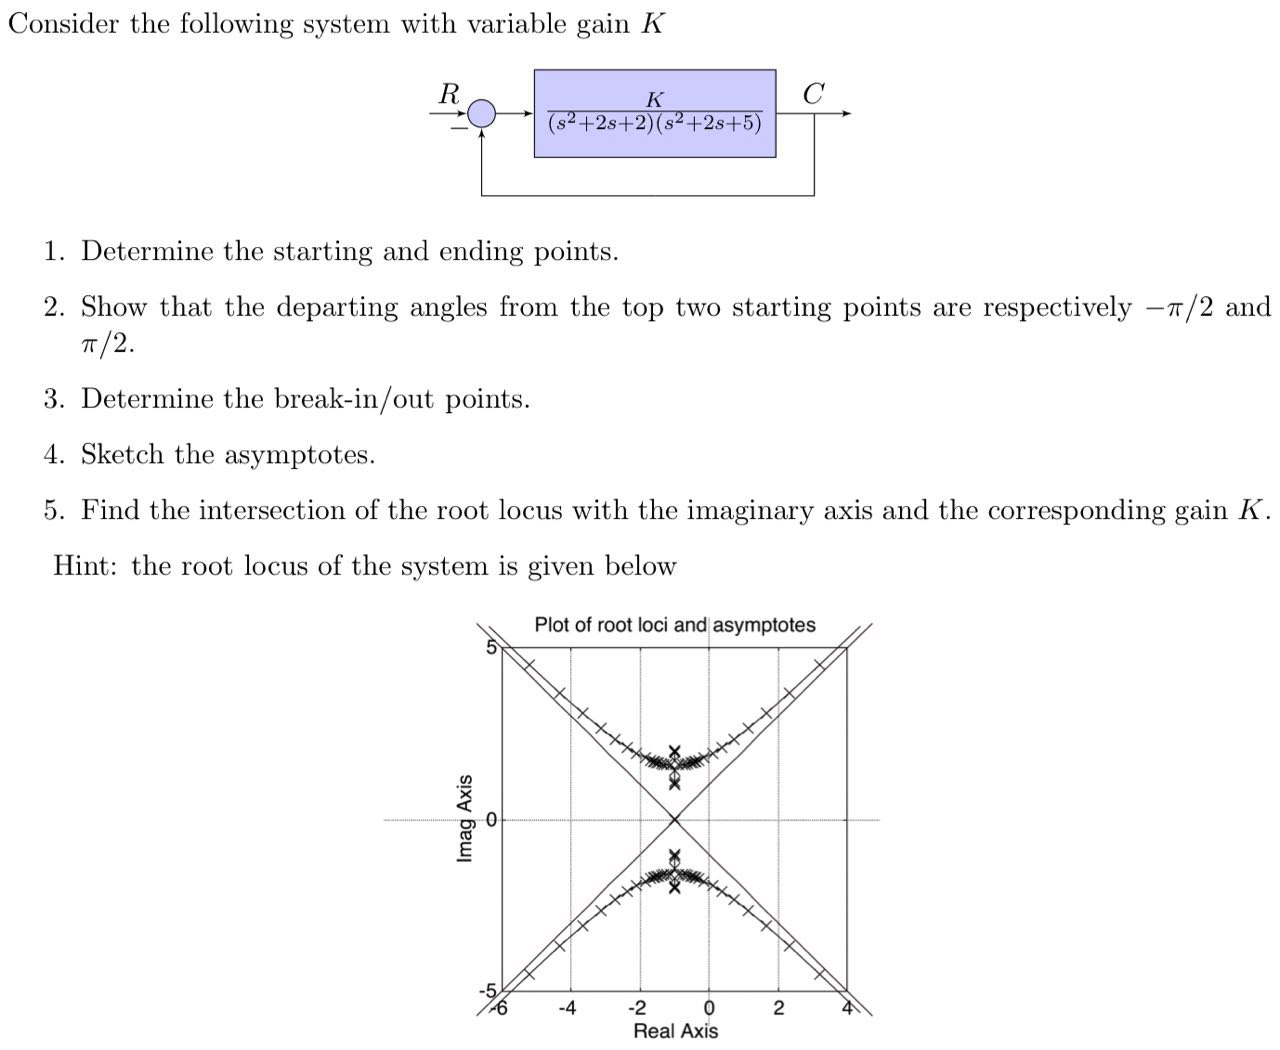 Consider the following system with variable gain K
R
K
C
−
(s²+2s+2)(s²+2s+5)
1. Determine the starting and ending points.
2. Show that the departing angles from the top two starting points are respectively −π/2 and
π/2.
3. Determine the break-in/out points.
4. Sketch the asymptotes.
5. Find the intersection of the root locus with the imaginary axis and the corresponding gain K.
Hint: the root locus of the system is given below
Plot of root loci and asymptotes
5
Imag Axis
0
-5
-6 -4 -2 0 2 4
Real Axis